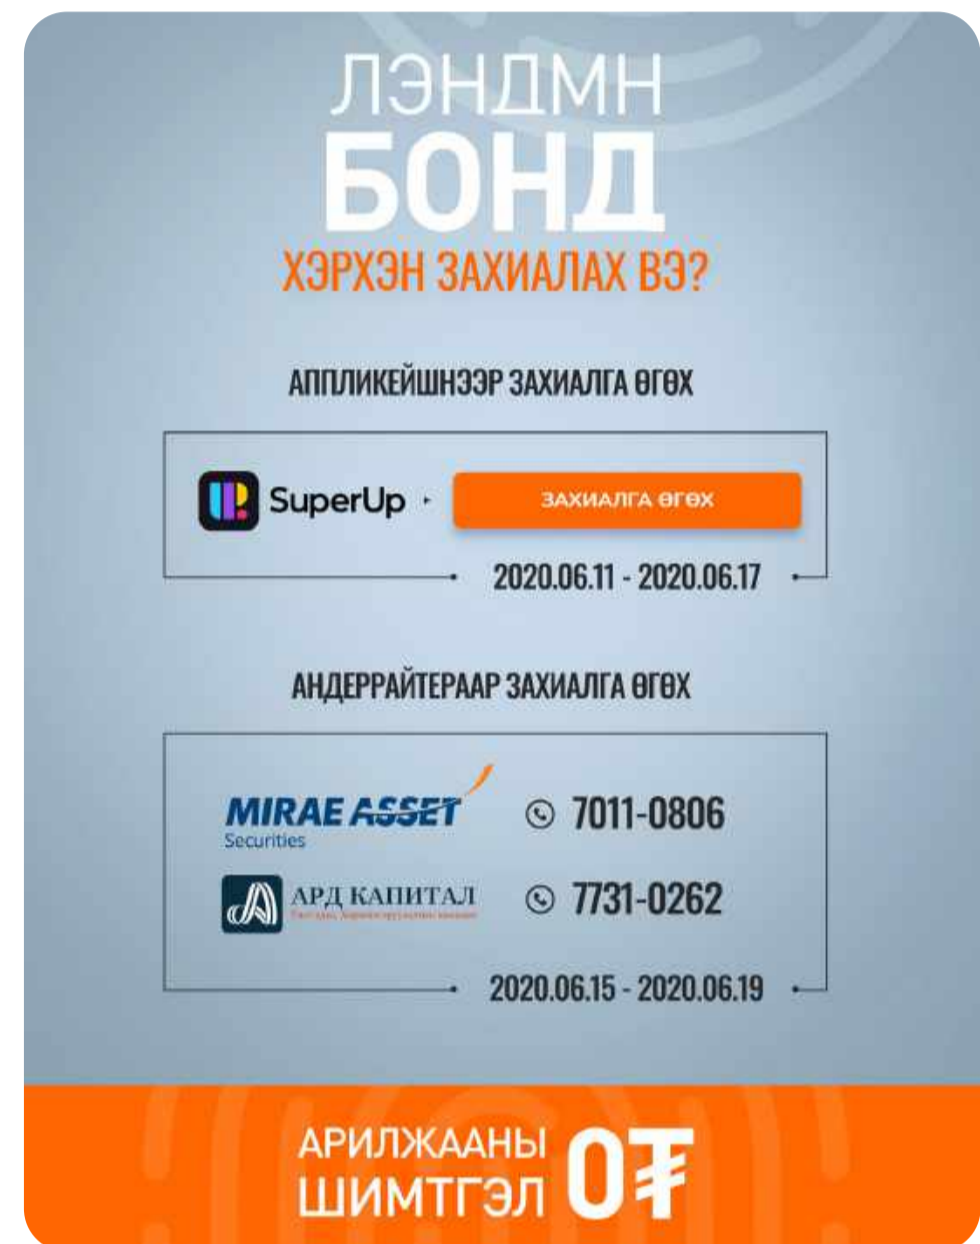 ЛЭНДМН
БОНД
ХЭРХЭН ЗАХИАЛАХ ВЭ?
АППЛИКЕЙШНЭЭР ЗАХИАЛГА ӨГӨХ
SuperUp
ЗАХИАЛГА ӨГӨХ
2020.06.11 - 2020.06.17
АНДЕРРАЙТЕРААР ЗАХИАЛГА ӨГӨХ
MIRAE ASSET
Securities
7011-0806
АРД КАПИТАЛ
7731-0262
2020.06.15 - 2020.06.19
АРИЛЖААНЫ
ШИМТГЭЛ 0₮